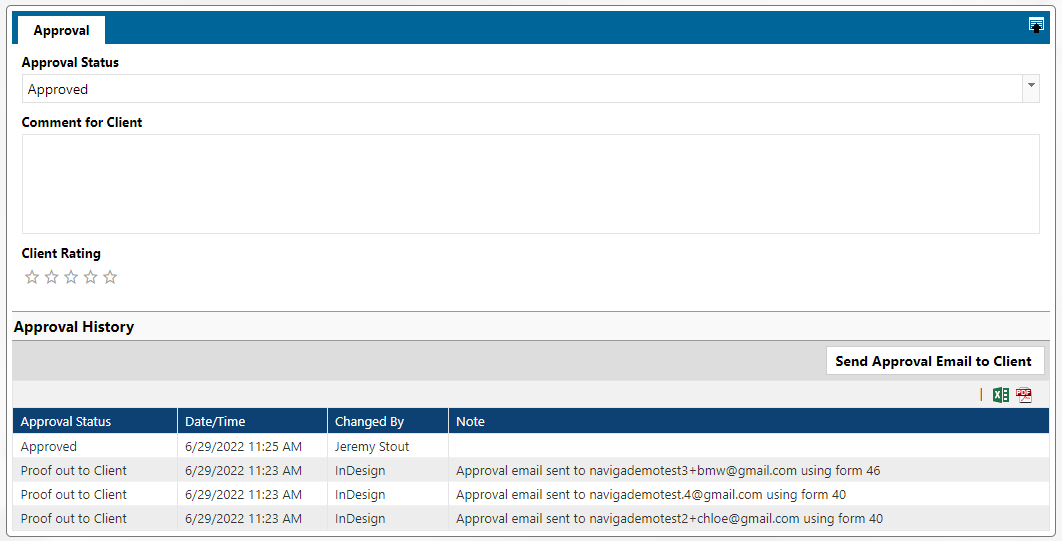 Approval
Approval Status
Approved
Comment for Client
Client Rating
Approval History
Send Approval Email to Client
PDF
Approval Status Date/Time Changed By Note
Approved 6/29/2022 11:25 AM Jeremy Stout
Proof out to Client 6/29/2022 11:23 AM InDesign Approval email sent to navigademotest3+bmw@gmail.com using form 46
Proof out to Client 6/29/2022 11:23 AM InDesign Approval email sent to navigademotest.4@gmail.com using form 40
Proof out to Client 6/29/2022 11:23 AM InDesign Approval email sent to navigademotest2+chloe@gmail.com using form 40